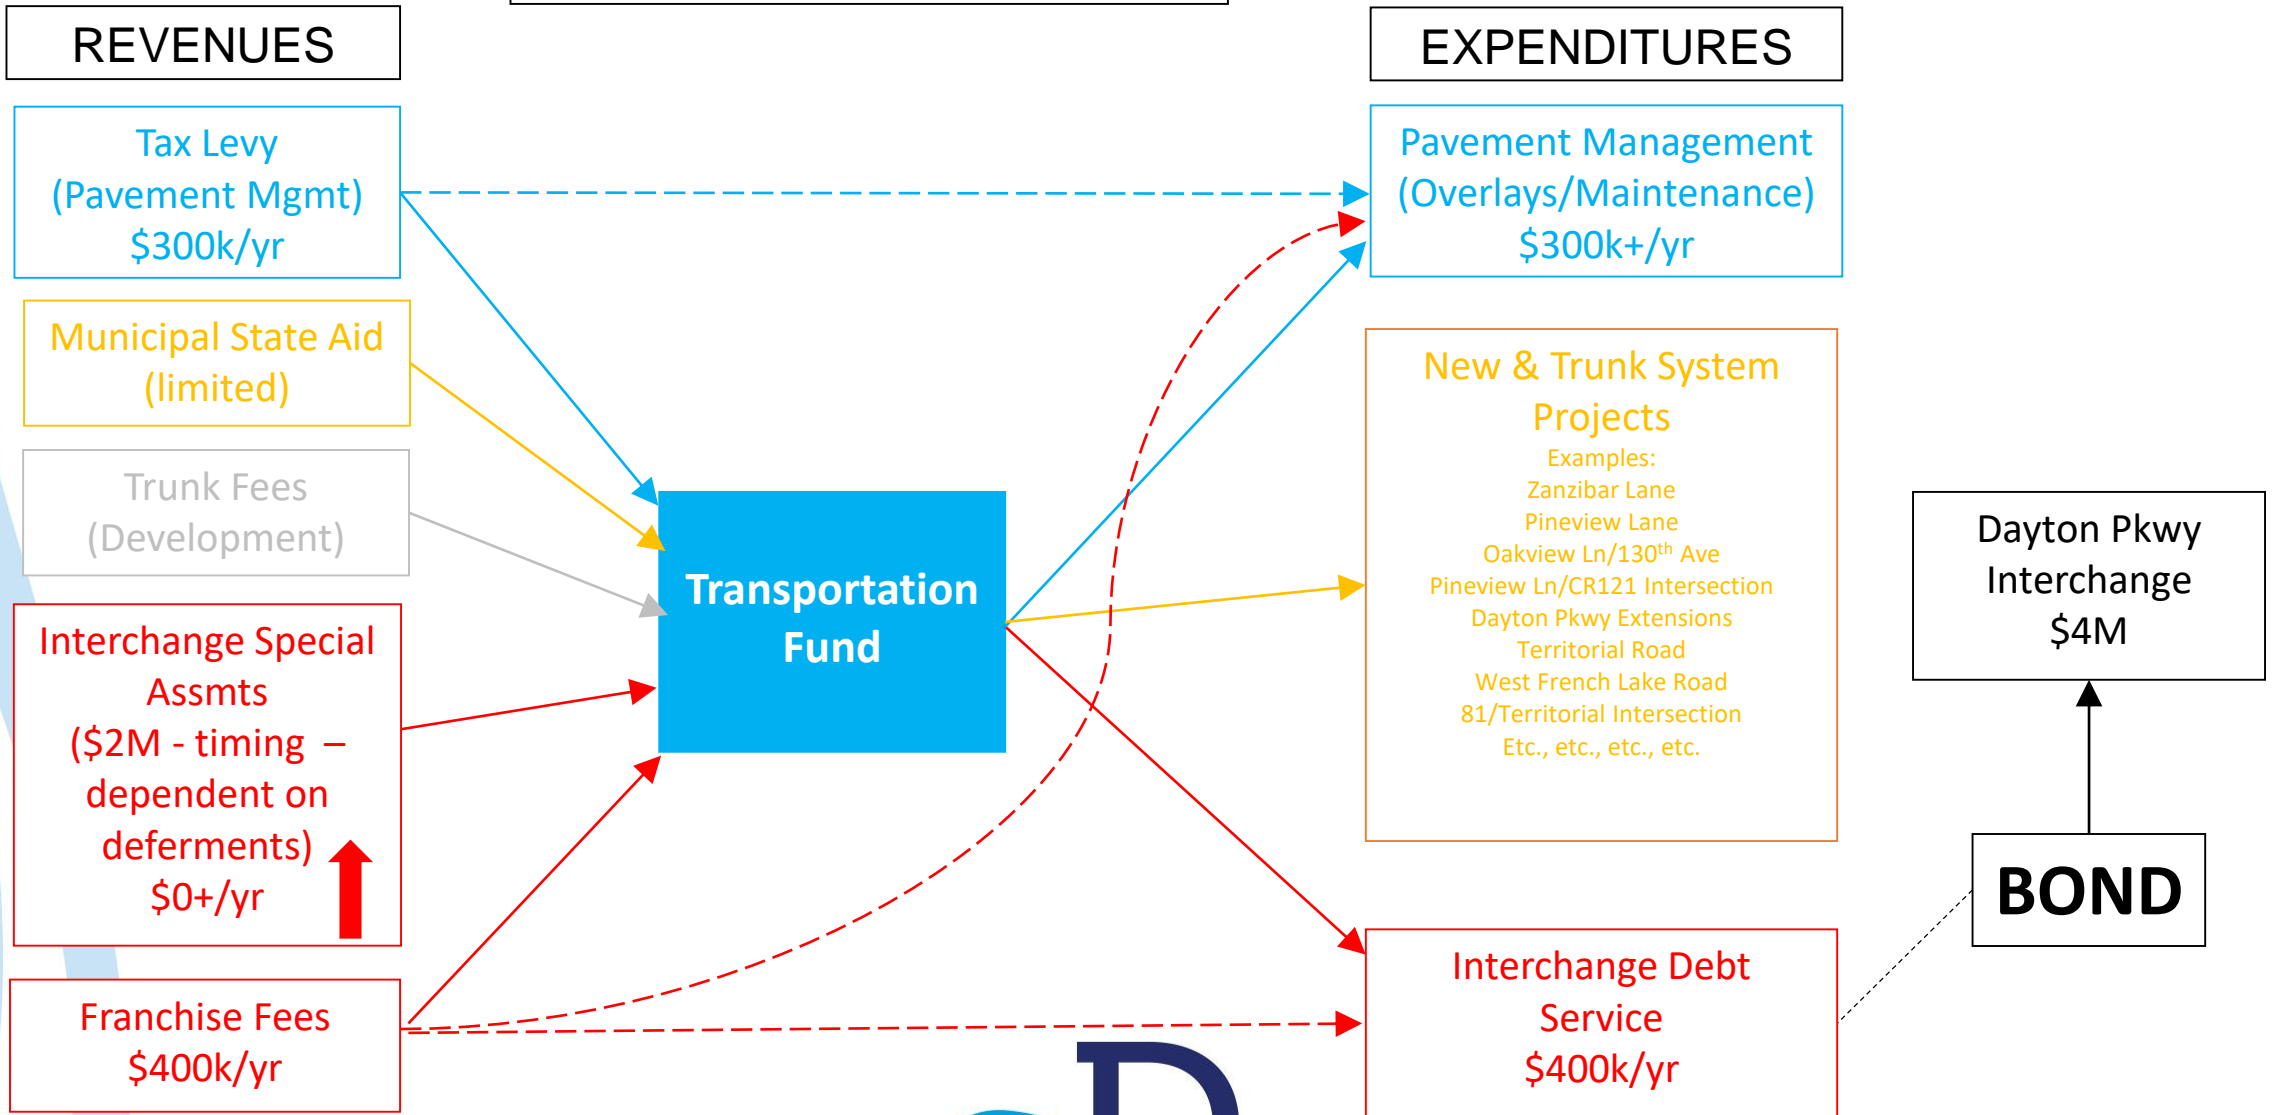 REVENUES
Tax Levy
(Pavement Mgmt)
$300k/yr
Municipal State Aid
(limited)
Trunk Fees
(Development)
Interchange Special
Assmts
($2M - timing –
dependent on
deferments)
$0+/yr
Franchise Fees
$400k/yr
Transportation
Fund
EXPENDITURES
Pavement Management
(Overlays/Maintenance)
$300k+/yr
New & Trunk System
Projects
Examples:
Zanzibar Lane
Pineview Lane
Oakview Ln/130th Ave
Pineview Ln/CR121 Intersection
Dayton Pkwy Extensions
Territorial Road
West French Lake Road
81/Territorial Intersection
Etc., etc., etc., etc.
Interchange Debt
Service
$400k/yr
Dayton Pkwy
Interchange
$4M
BOND
D